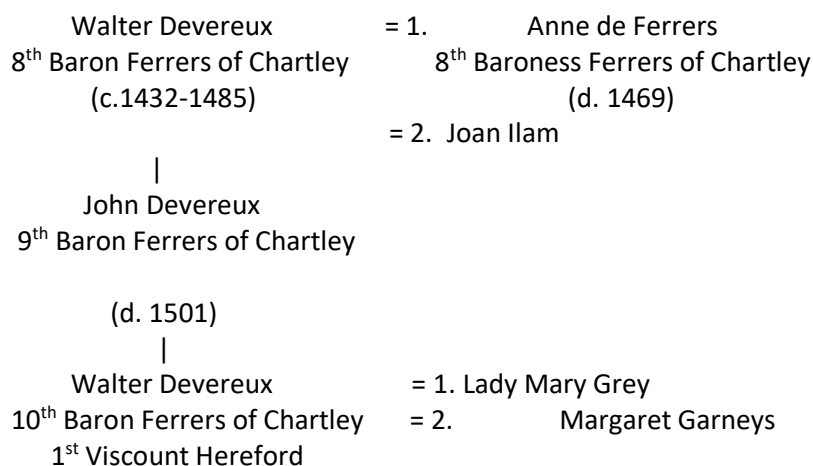 Walter Devereux = 1. Anne de Ferrers
8th Baron Ferrers of Chartley 8th Baroness Ferrers of Chartley
(c.1432-1485) (d. 1469)
= 2. Joan Ilam
|
John Devereux
9th Baron Ferrers of Chartley
(d. 1501)
|
Walter Devereux = 1. Lady Mary Grey
10th Baron Ferrers of Chartley = 2. Margaret Garneys
1st Viscount Hereford